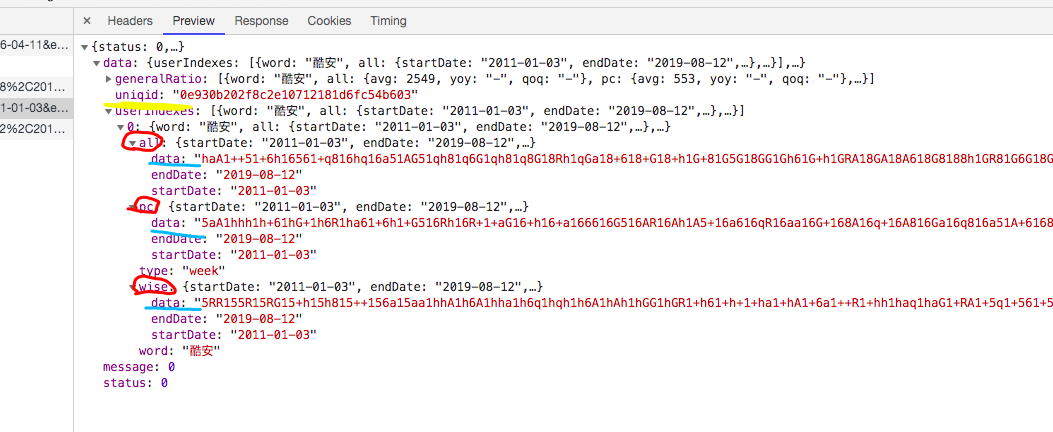 × Headers Preview Response Cookies Timing
6-04-11&e…
▼{status: 0,…}
▼data: {userIndexes: [{word: "酷安", all: {startDate: "2011-01-03", endDate: "2019-08-12",…},…}],…}
8%2C201… ▶generalRatio: [{word: "酷安", all: {avg: 2549, yoy: "-", qoq: "-"}, pc: {avg: 553, yoy: "-", qoq: "-"},…}]
uniqid: "0e930b202f8c2e10712181d6fc54b603"
1-01-03&e… ▼userIndexes: [{word: "酷安", all: {startDate: "2011-01-03", endDate: "2019-08-12",…},…}]
2%2C201… ▼0: {word: "酷安", all: {startDate: "2011-01-03", endDate: "2019-08-12",…},…}
▼all: {startDate: "2011-01-03", endDate: "2019-08-12",…}
data: "haA1++51+6h16561+q816hq16a51AG51qh81q6G1qh81q8G18Rh1qGa18+618+G18+h1G+81G5G18GG1Gh61G+h1GRA18GA18A618G8188h1GR81G6G18G
endDate: "2019-08-12"
startDate: "2011-01-03"
▼pc: {startDate: "2011-01-03", endDate: "2019-08-12",…}
data: "5aA1hhh1h+61hG+1h6R1ha61+6h1+G516Rh16R+1+aG16+h16+a166616G516AR16Ah1A5+16a616qR16aa16G+168A16q+16A816Ga16q816a51A+6168
endDate: "2019-08-12"
startDate: "2011-01-03"
type: "week"
▼wise: {startDate: "2011-01-03", endDate: "2019-08-12",…}
data: "5RR155R15RG15+h15h815++156a15aa1hhA1h6A1hha1h6q1hqh1h6A1hAh1hGG1hGR1+h61+h+1+ha1+hA1+6a1++R1+hh1haq1haG1+RA1+5q1+561+5
endDate: "2019-08-12"
startDate: "2011-01-03"
word: "酷安"
message: 0
status: 0